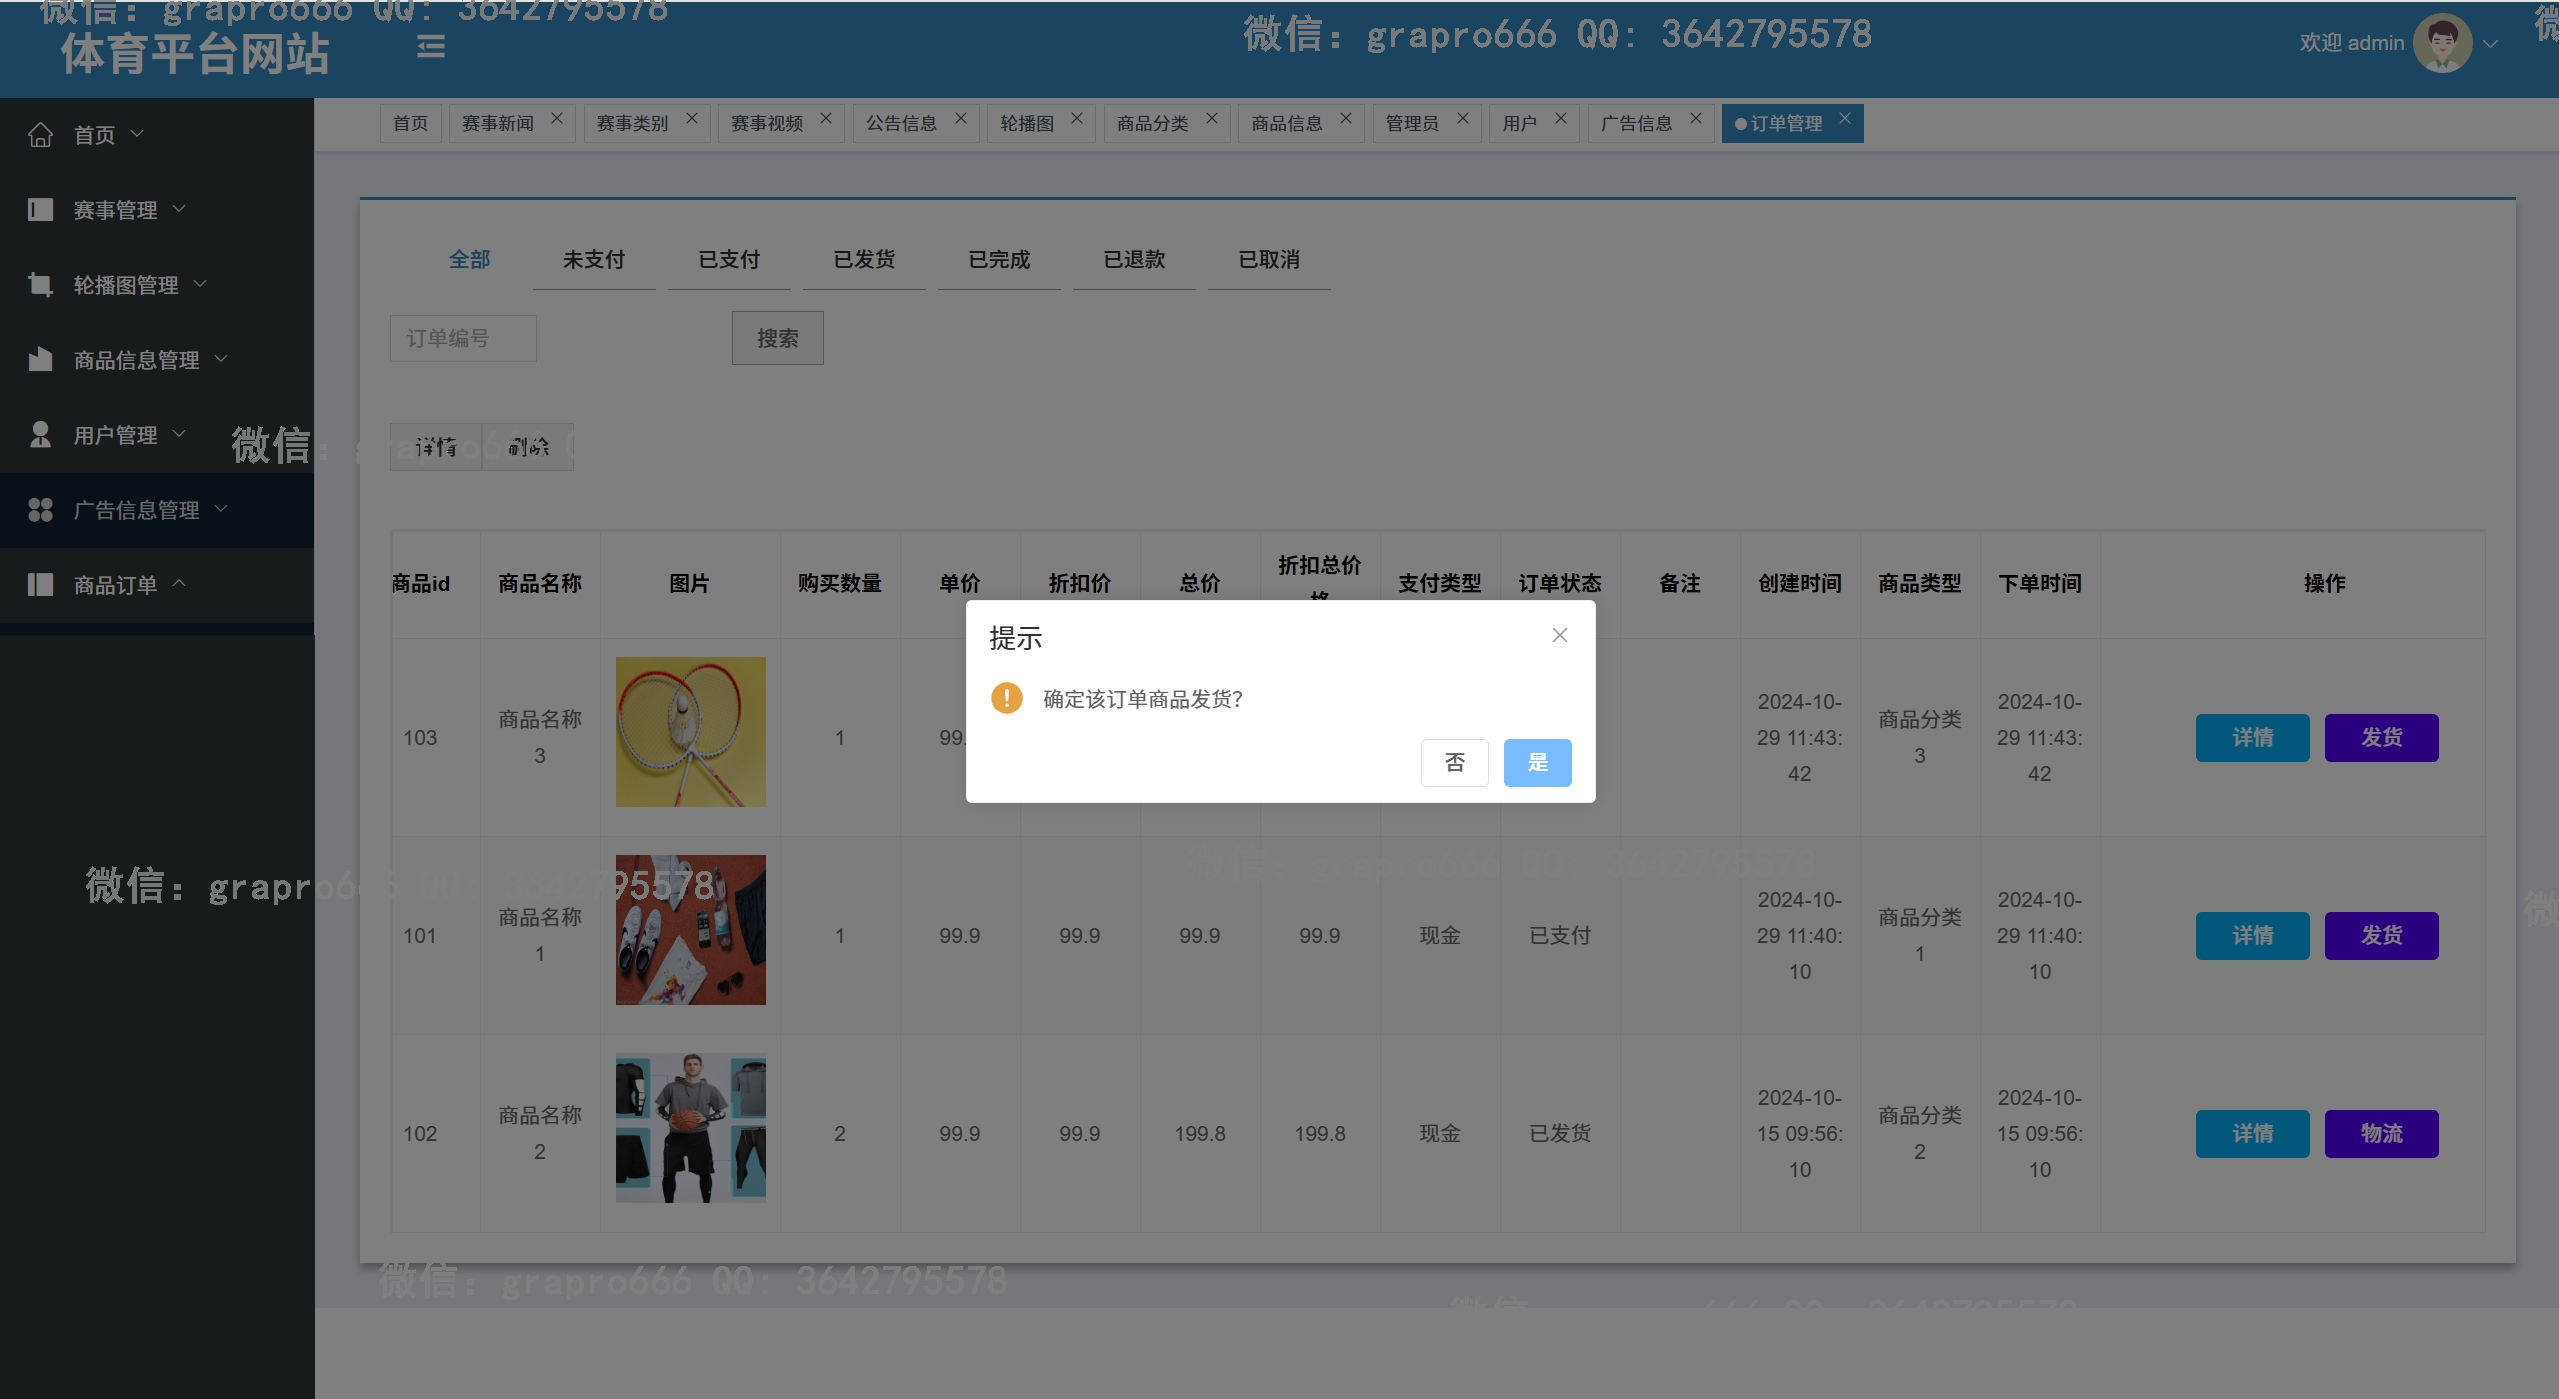 微信: grapro666 QQ: 3642795578
微信: grapro666 QQ: 3642795578
体育平台网站
欢迎 admin
首页
赛事新闻
赛事类别
赛事视频
公告信息
轮播图
商品分类
商品信息
管理员
用户
广告信息
订单管理
首页
赛事管理
轮播图管理
商品信息管理
用户管理
广告信息管理
商品订单
全部
未支付
已支付
已发货
已完成
已退款
已取消
订单编号
搜索
微信: grapro666
详情
删除
商品id
商品名称
图片
购买数量
单价
折扣价
总价
折扣总价格
支付类型
订单状态
备注
创建时间
商品类型
下单时间
操作
提示
确定该订单商品发货?
否
是
103
商品名称
3
1
99.
2024-10-
29 11:43:
42
商品分类
3
2024-10-
29 11:43:
42
详情
发货
微信: grapro666 QQ: 3642795578
微信: grapro666 QQ: 3642795578
101
商品名称
1
1
99.9
99.9
99.9
99.9
现金
已支付
2024-10-
29 11:40:
10
商品分类
1
2024-10-
29 11:40:
10
详情
发货
102
商品名称
2
2
99.9
99.9
199.8
199.8
现金
已发货
2024-10-
15 09:56:
10
商品分类
2
2024-10-
15 09:56:
10
详情
物流
微信: grapro666 QQ: 3642795578